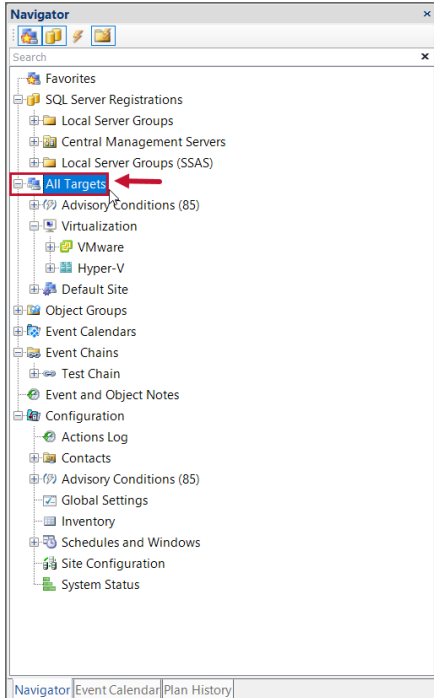 Navigator
Search
Favorites
SQL Server Registrations
Local Server Groups
Central Management Servers
Local Server Groups (SSAS)
All Targets
Advisory Conditions (85)
Virtualization
VMware
Hyper-V
Default Site
Object Groups
Event Calendars
Event Chains
Test Chain
Event and Object Notes
Configuration
Actions Log
Contacts
Advisory Conditions (85)
Global Settings
Inventory
Schedules and Windows
Site Configuration
System Status
Navigator Event Calendar Plan History